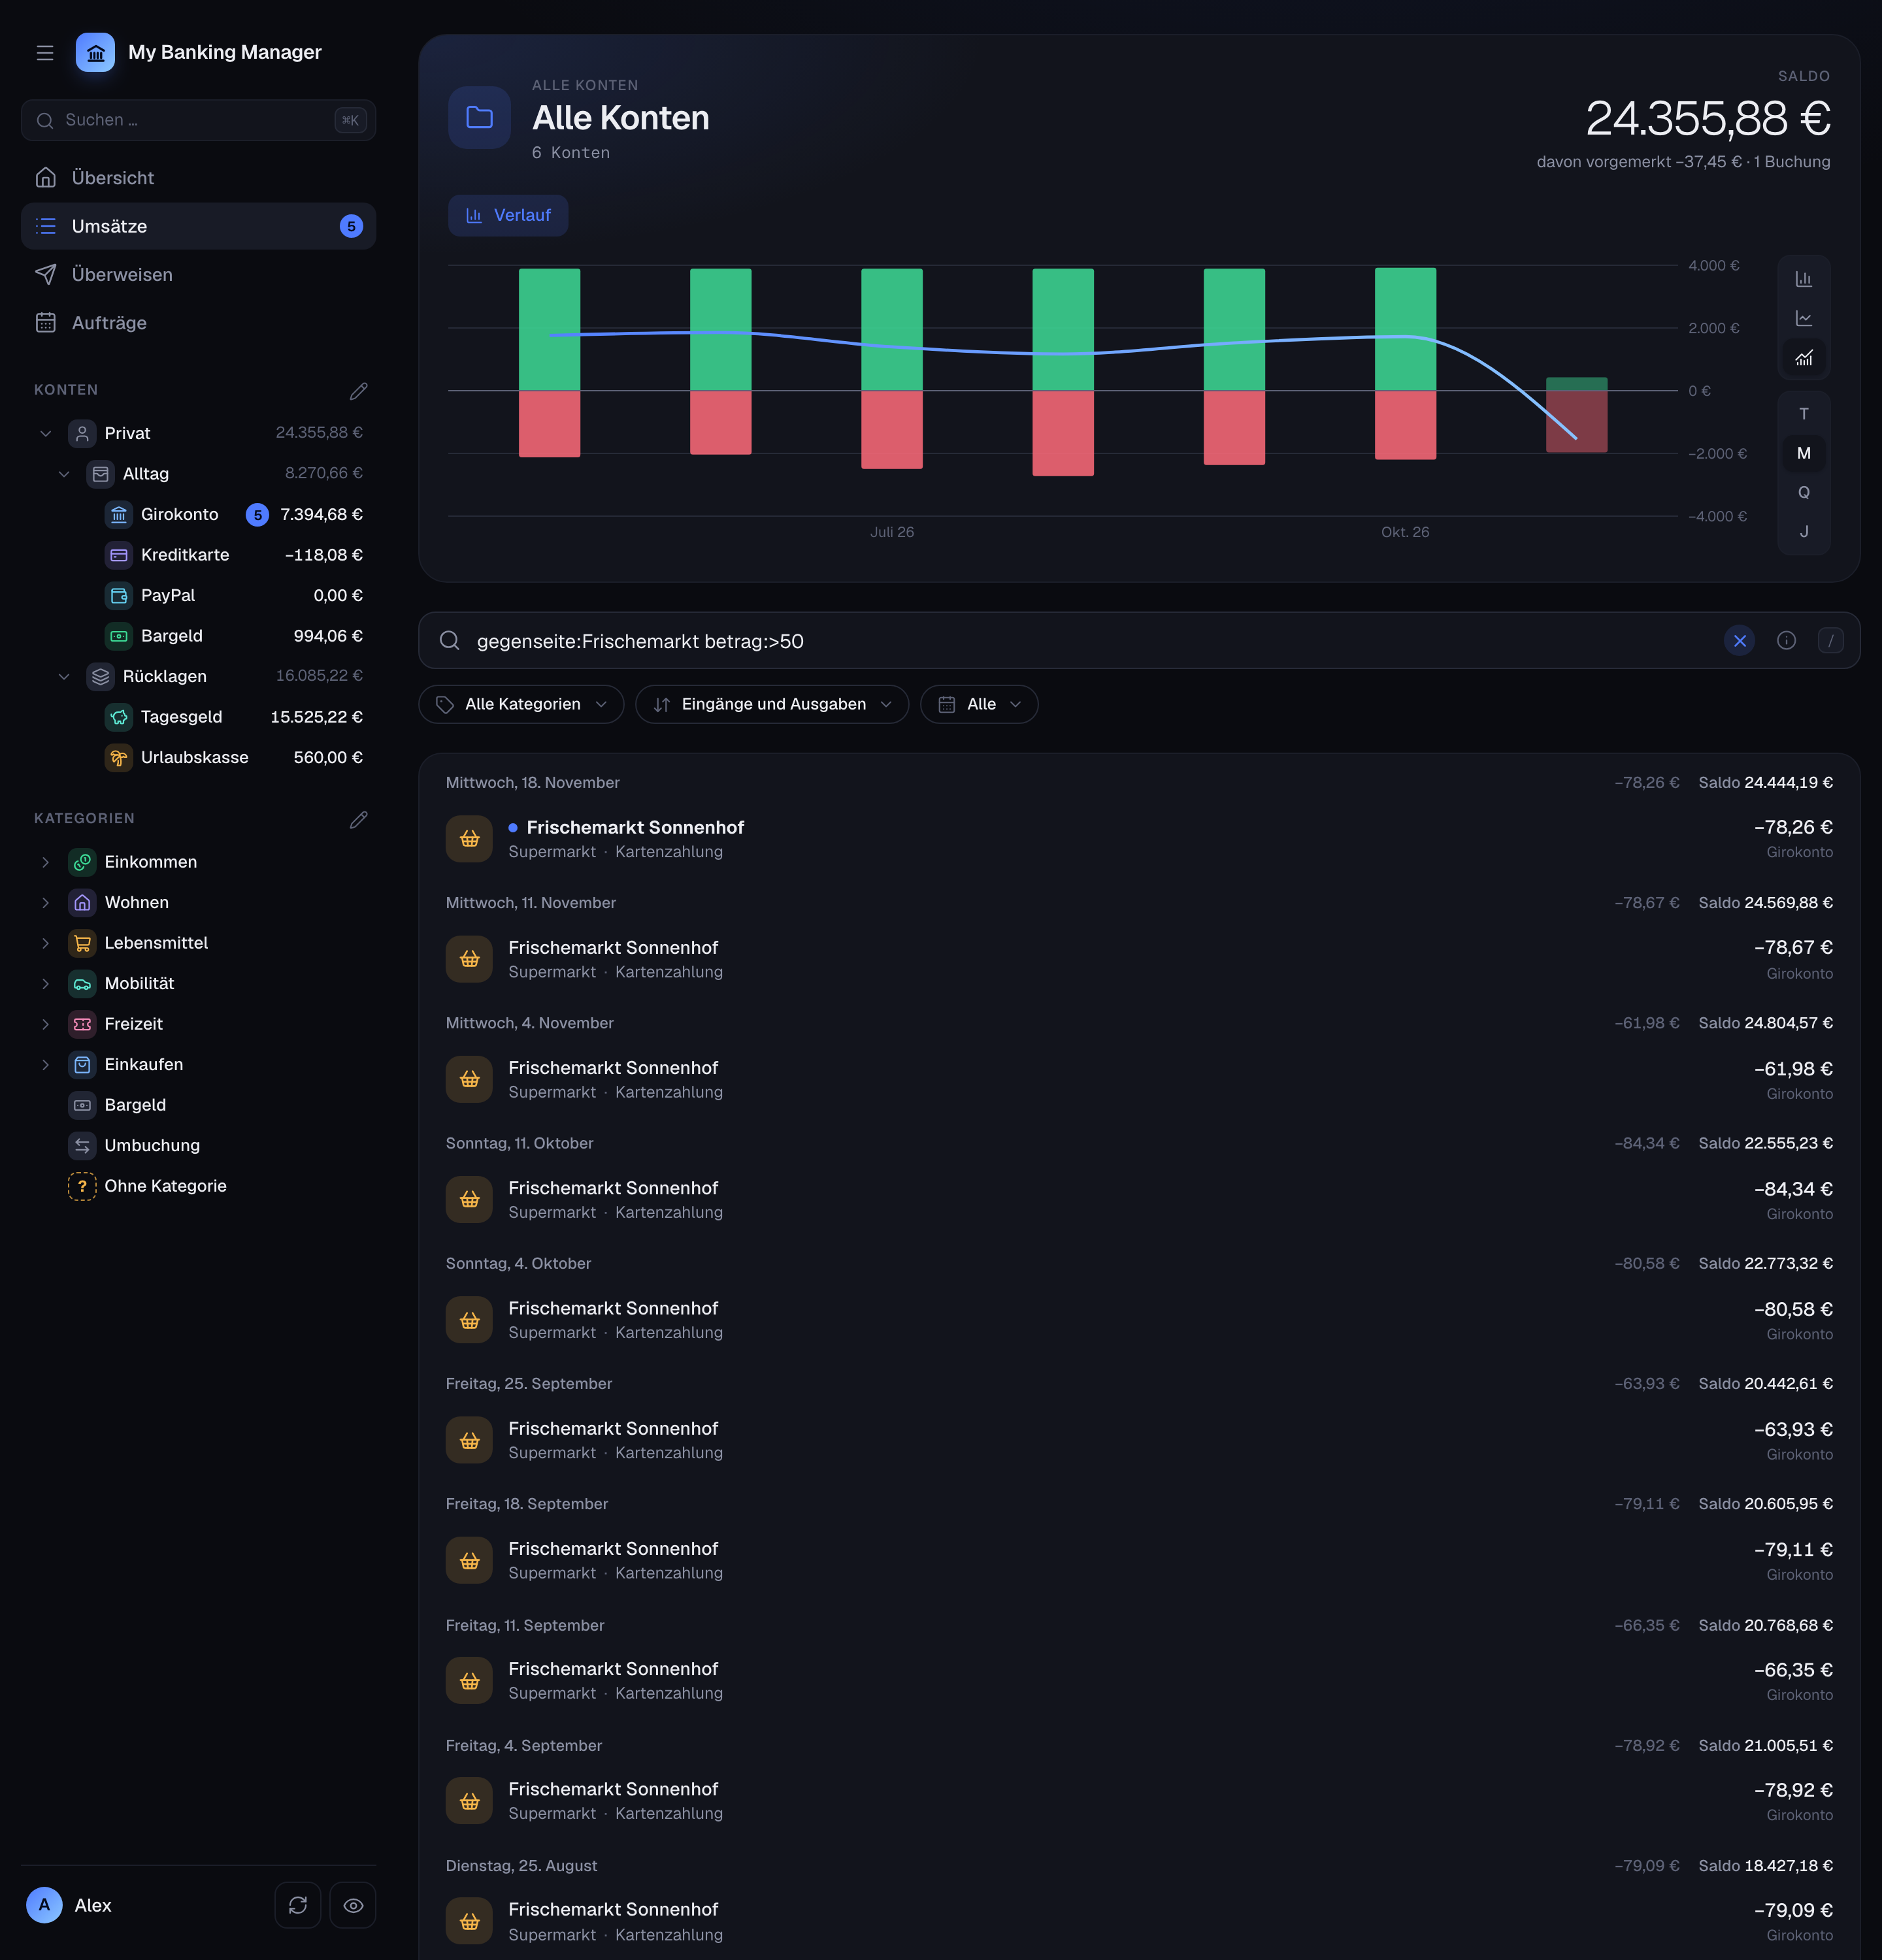 My Banking Manager
Suchen …
⌘K
Übersicht
Umsätze
5
Überweisen
Aufträge
KONTEN
Privat 24.355,88 €
Alltag 8.270,66 €
Girokonto 5 7.394,68 €
Kreditkarte −118,08 €
PayPal 0,00 €
Bargeld 994,06 €
Rücklagen 16.085,22 €
Tagesgeld 15.525,22 €
Urlaubskasse 560,00 €
KATEGORIEN
Einkommen
Wohnen
Lebensmittel
Mobilität
Freizeit
Einkaufen
Bargeld
Umbuchung
? Ohne Kategorie
A Alex
ALLE KONTEN
Alle Konten
6 Konten
SALDO
24.355,88 €
davon vorgemerkt −37,45 € · 1 Buchung
Verlauf
4.000 €
2.000 €
0 €
−2.000 €
−4.000 €
Juli 26
Okt. 26
T
M
Q
J
gegenseite:Frischemarkt betrag:>50
/
Alle Kategorien
Eingänge und Ausgaben
Alle
Mittwoch, 18. November −78,26 € Saldo 24.444,19 €
Frischemarkt Sonnenhof −78,26 €
Supermarkt · Kartenzahlung Girokonto
Mittwoch, 11. November −78,67 € Saldo 24.569,88 €
Frischemarkt Sonnenhof −78,67 €
Supermarkt · Kartenzahlung Girokonto
Mittwoch, 4. November −61,98 € Saldo 24.804,57 €
Frischemarkt Sonnenhof −61,98 €
Supermarkt · Kartenzahlung Girokonto
Sonntag, 11. Oktober −84,34 € Saldo 22.555,23 €
Frischemarkt Sonnenhof −84,34 €
Supermarkt · Kartenzahlung Girokonto
Sonntag, 4. Oktober −80,58 € Saldo 22.773,32 €
Frischemarkt Sonnenhof −80,58 €
Supermarkt · Kartenzahlung Girokonto
Freitag, 25. September −63,93 € Saldo 20.442,61 €
Frischemarkt Sonnenhof −63,93 €
Supermarkt · Kartenzahlung Girokonto
Freitag, 18. September −79,11 € Saldo 20.605,95 €
Frischemarkt Sonnenhof −79,11 €
Supermarkt · Kartenzahlung Girokonto
Freitag, 11. September −66,35 € Saldo 20.768,68 €
Frischemarkt Sonnenhof −66,35 €
Supermarkt · Kartenzahlung Girokonto
Freitag, 4. September −78,92 € Saldo 21.005,51 €
Frischemarkt Sonnenhof −78,92 €
Supermarkt · Kartenzahlung Girokonto
Dienstag, 25. August −79,09 € Saldo 18.427,18 €
Frischemarkt Sonnenhof −79,09 €
Supermarkt · Kartenzahlung Girokonto